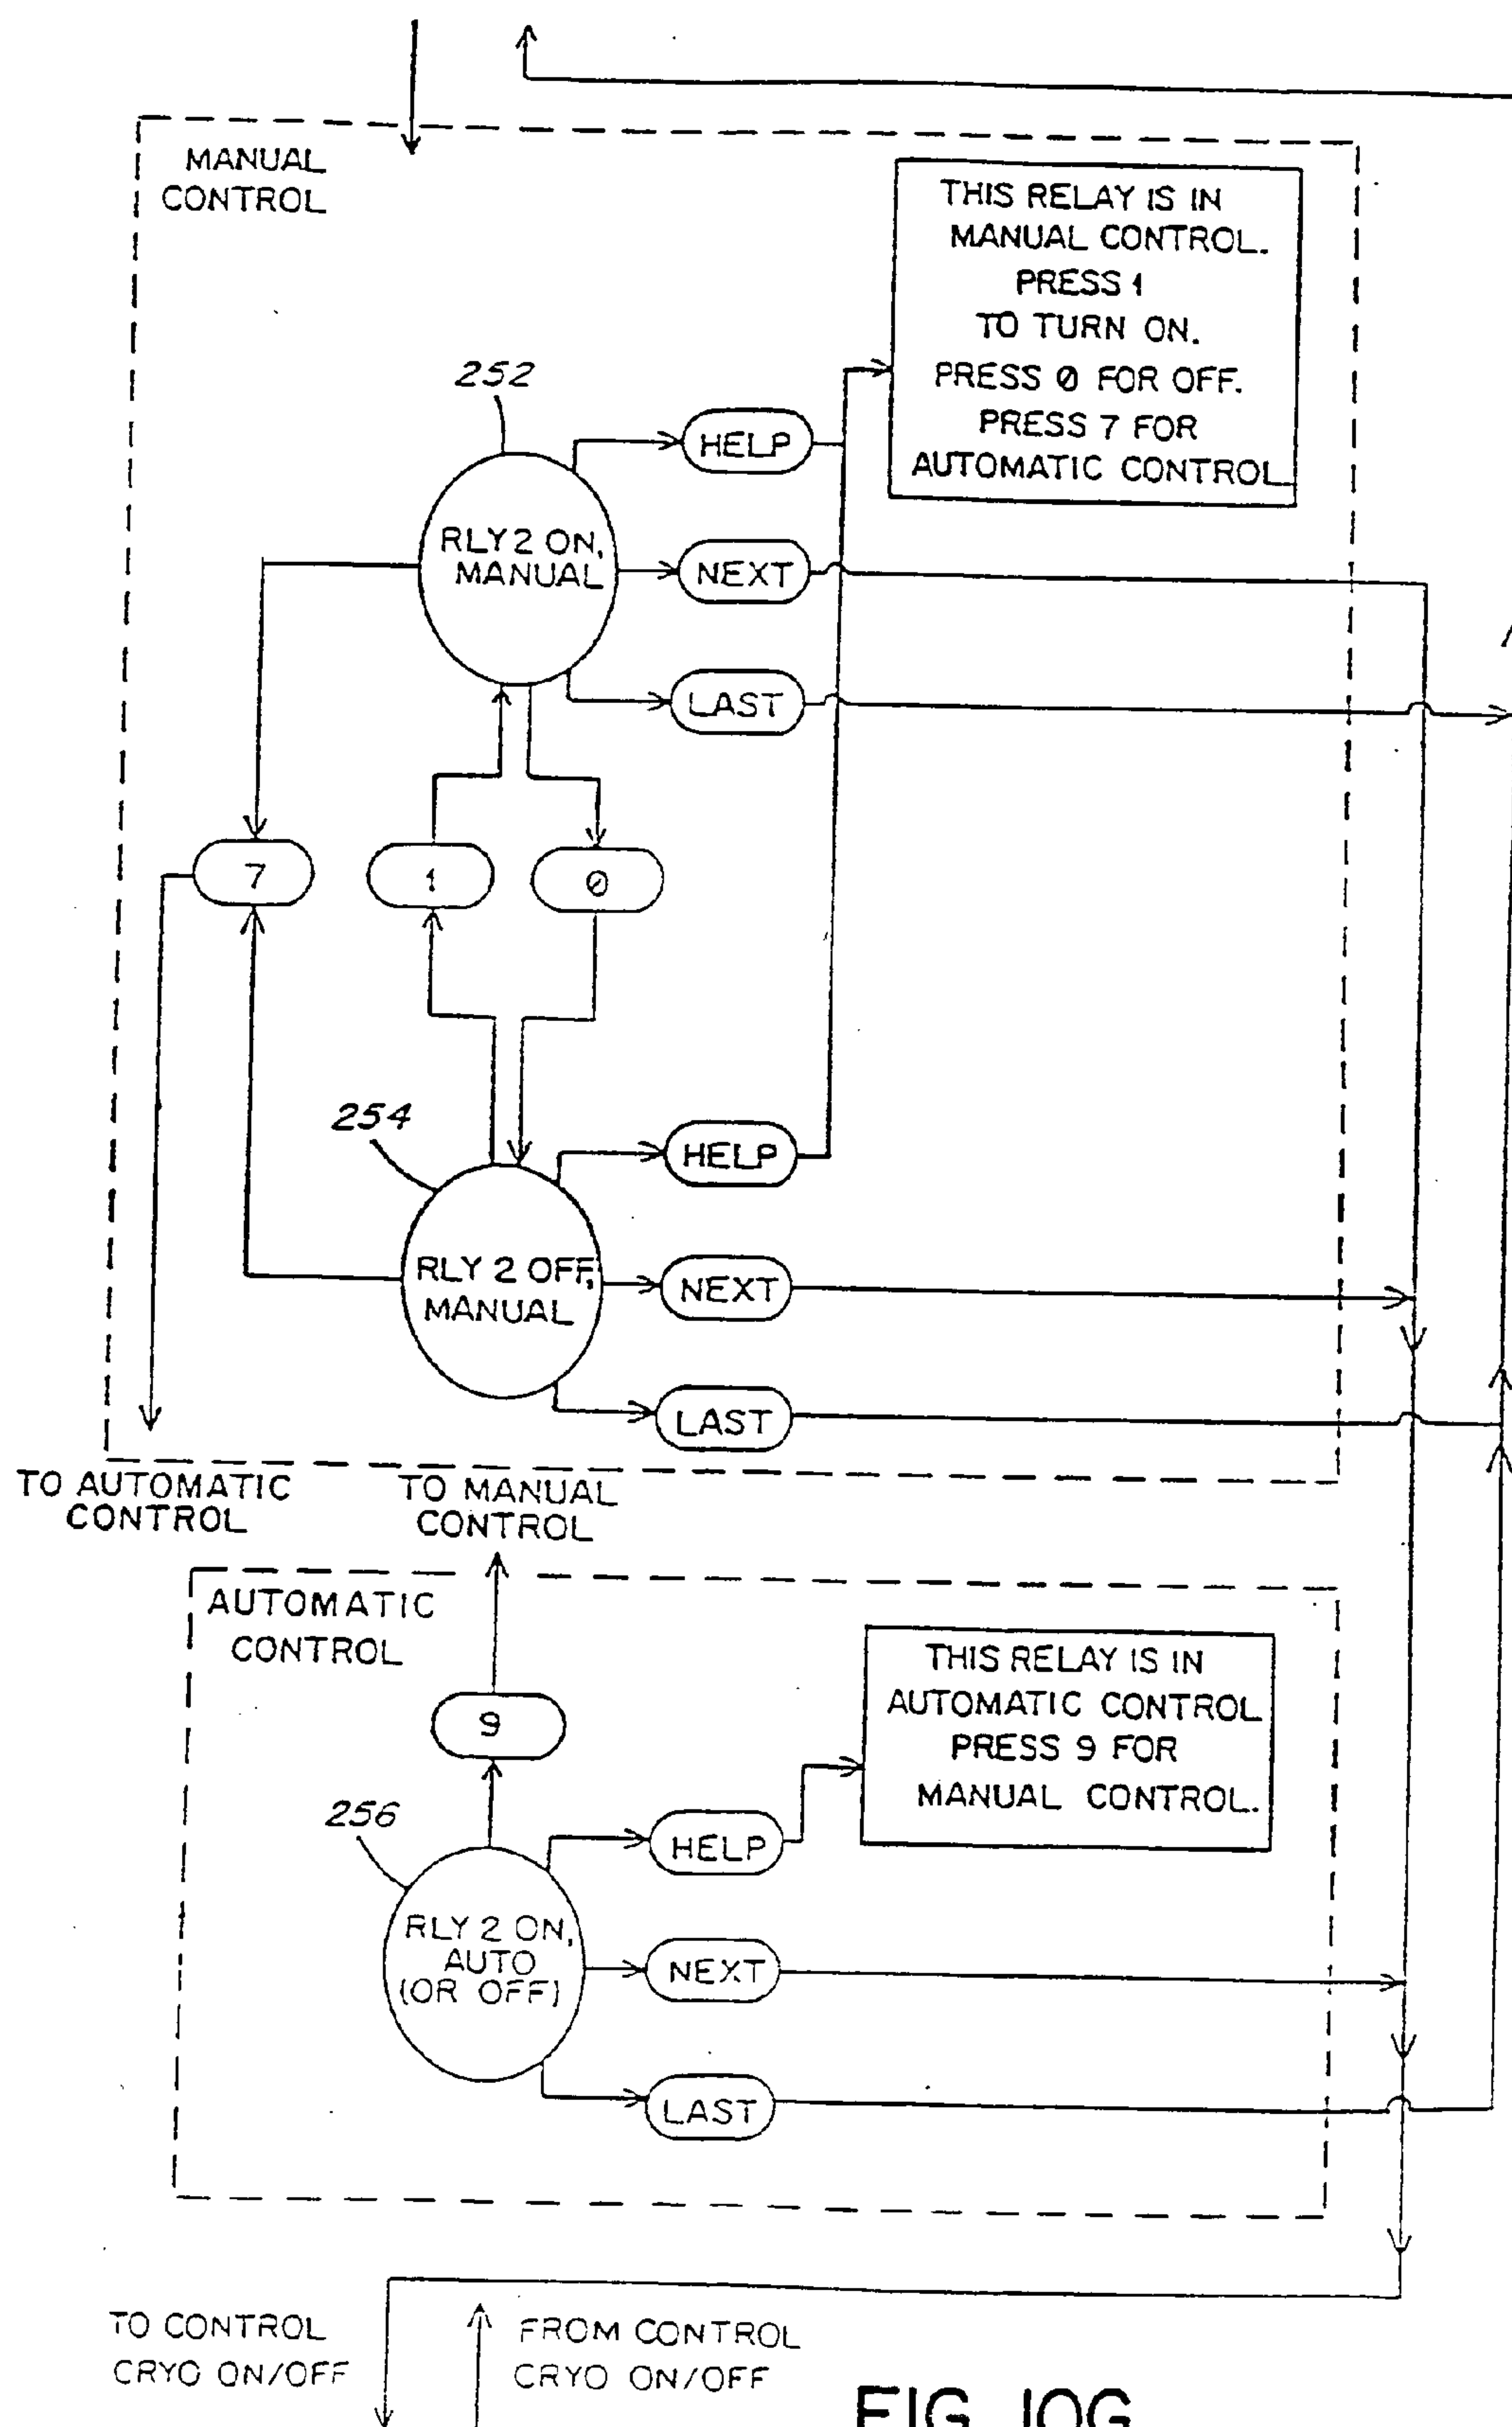 MANUAL
CONTROL
THIS RELAY IS IN
MANUAL CONTROL.
PRESS 1
TO TURN ON.
PRESS 0 FOR OFF.
PRESS 7 FOR
AUTOMATIC CONTROL
252
HELP
RLY 2 ON,
MANUAL
NEXT
LAST
7
1
0
254
HELP
RLY 2 OFF,
MANUAL
NEXT
LAST
TO AUTOMATIC
CONTROL
TO MANUAL
CONTROL
AUTOMATIC
CONTROL
THIS RELAY IS IN
AUTOMATIC CONTROL
PRESS 9 FOR
MANUAL CONTROL.
9
256
HELP
RLY 2 ON,
AUTO
(OR OFF)
NEXT
LAST
TO CONTROL
CRYO ON/OFF
FROM CONTROL
CRYO ON/OFF
FIG. 10G